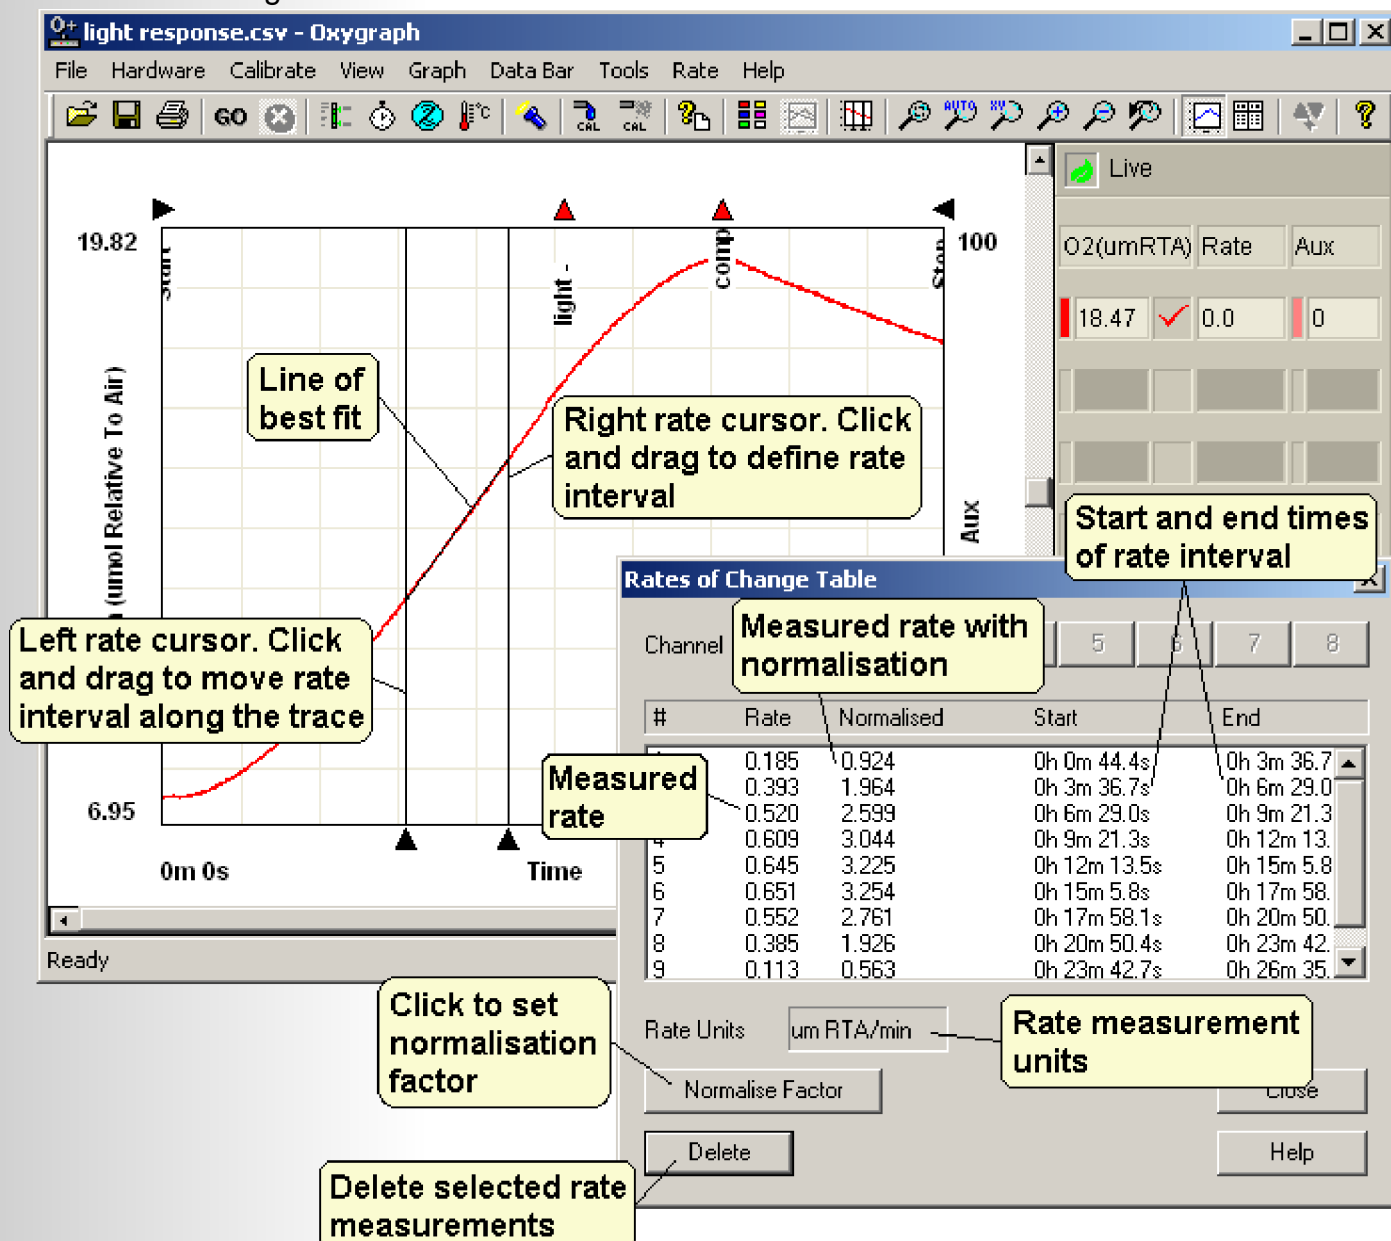 light response.csv - Oxygraph
File Hardware Calibrate View Graph Data Bar Tools Rate Help
GO °C CAL CAL AUTO XY ?
Live
19.82 100
Start light - comp Stop
O2(umRTA) Rate Aux
18.47 0.0 0
Line of
best fit
Right rate cursor. Click
and drag to define rate
interval
(umol Relative To Air)
Aux
Start and end times
of rate interval
Rates of Change Table
Left rate cursor. Click
and drag to move rate
interval along the trace
Channel 5 6 7 8
Measured rate with
normalisation
# Rate Normalised Start End
0.185 0.924 0h 0m 44.4s 0h 3m 36.7
0.393 1.964 0h 3m 36.7s 0h 6m 29.0
0.520 2.599 0h 6m 29.0s 0h 9m 21.3
4 0.609 3.044 0h 9m 21.3s 0h 12m 13.
5 0.645 3.225 0h 12m 13.5s 0h 15m 5.8
6 0.651 3.254 0h 15m 5.8s 0h 17m 58.
7 0.552 2.761 0h 17m 58.1s 0h 20m 50.
8 0.385 1.926 0h 20m 50.4s 0h 23m 42.
9 0.113 0.563 0h 23m 42.7s 0h 26m 35.
Measured
rate
6.95
0m 0s Time
Ready
Click to set
normalisation
factor
Rate Units um RTA/min
Rate measurement
units
Normalise Factor Close
Delete Help
Delete selected rate
measurements